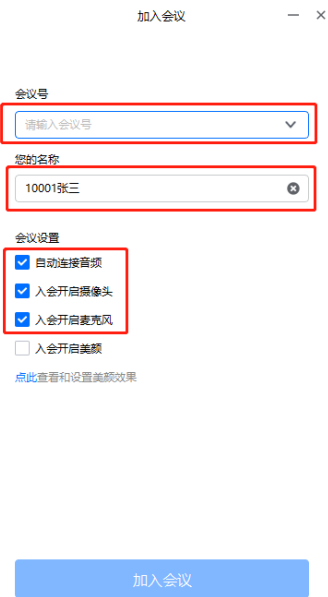 加入会议
会议号
请输入会议号
您的名称
10001张三
会议设置
自动连接音频
入会开启摄像头
入会开启麦克风
入会开启美颜
点此查看和设置美颜效果
加入会议